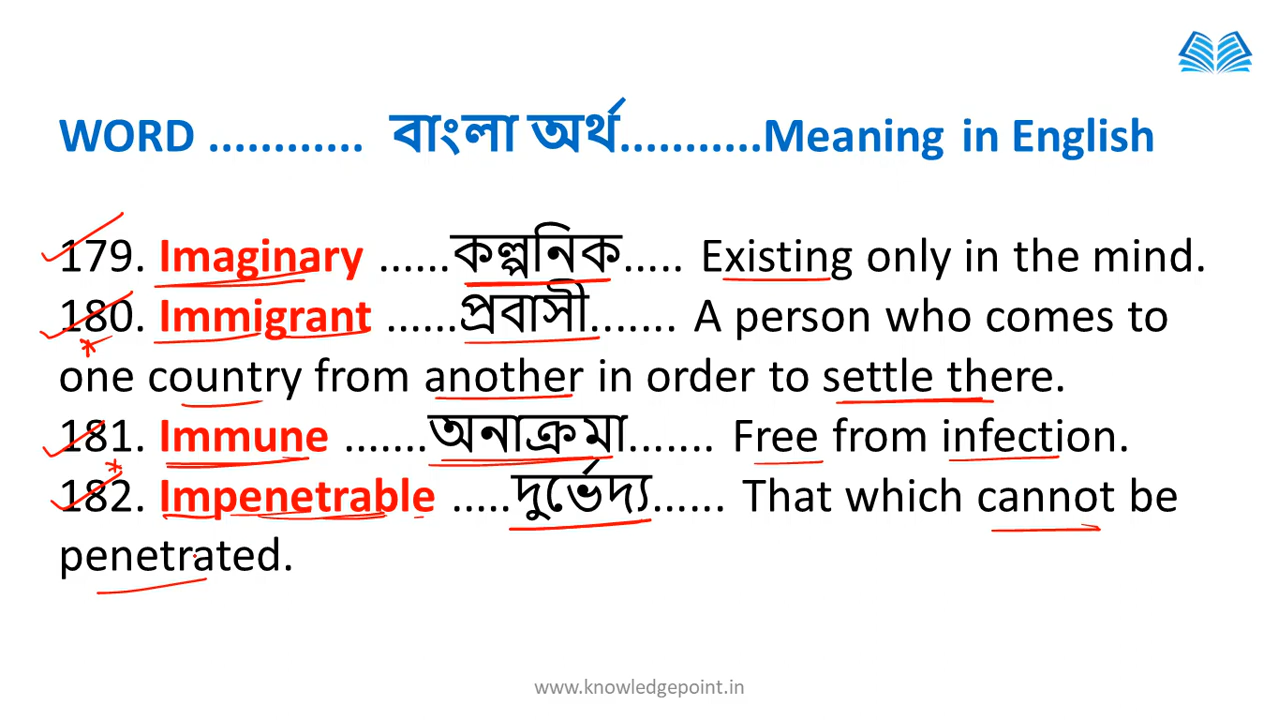 WORD ............ বাংলা অর্থ...........Meaning in English
179. Imaginary ......কল্পনিক..... Existing only in the mind.
180. Immigrant ......প্রবাসী....... A person who comes to
one country from another in order to settle there.
181. Immune .......অনাক্রমা....... Free from infection.
182. Impenetrable .....দুর্ভেদ্য...... That which cannot be
penetrated.
www.knowledgepoint.in